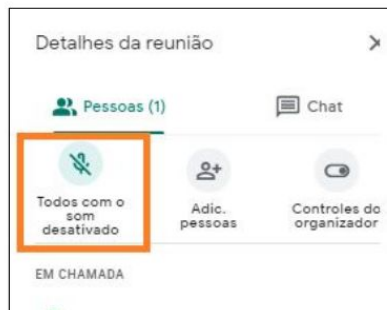 Detalhes da reunião
Pessoas (1)
Chat
Todos com o
som
desativado
Adic.
pessoas
Controles do
organizador
EM CHAMADA